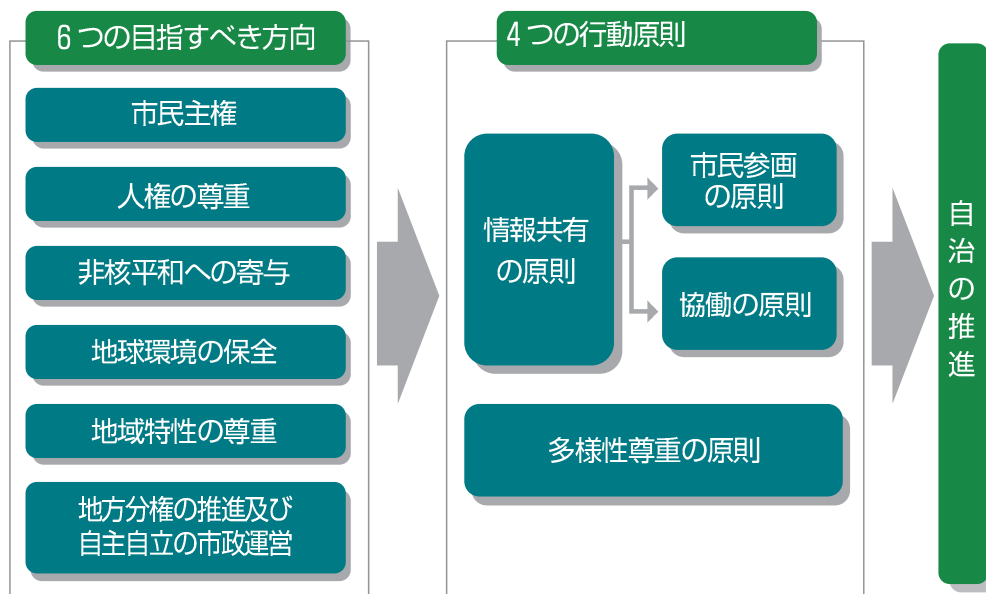 6つの目指すべき方向
市民主権
人権の尊重
非核平和への寄与
地球環境の保全
地域特性の尊重
地方分権の推進及び
自主自立の市政運営
4つの行動原則
情報共有
の原則
市民参画
の原則
協働の原則
多様性尊重の原則
自治の推進